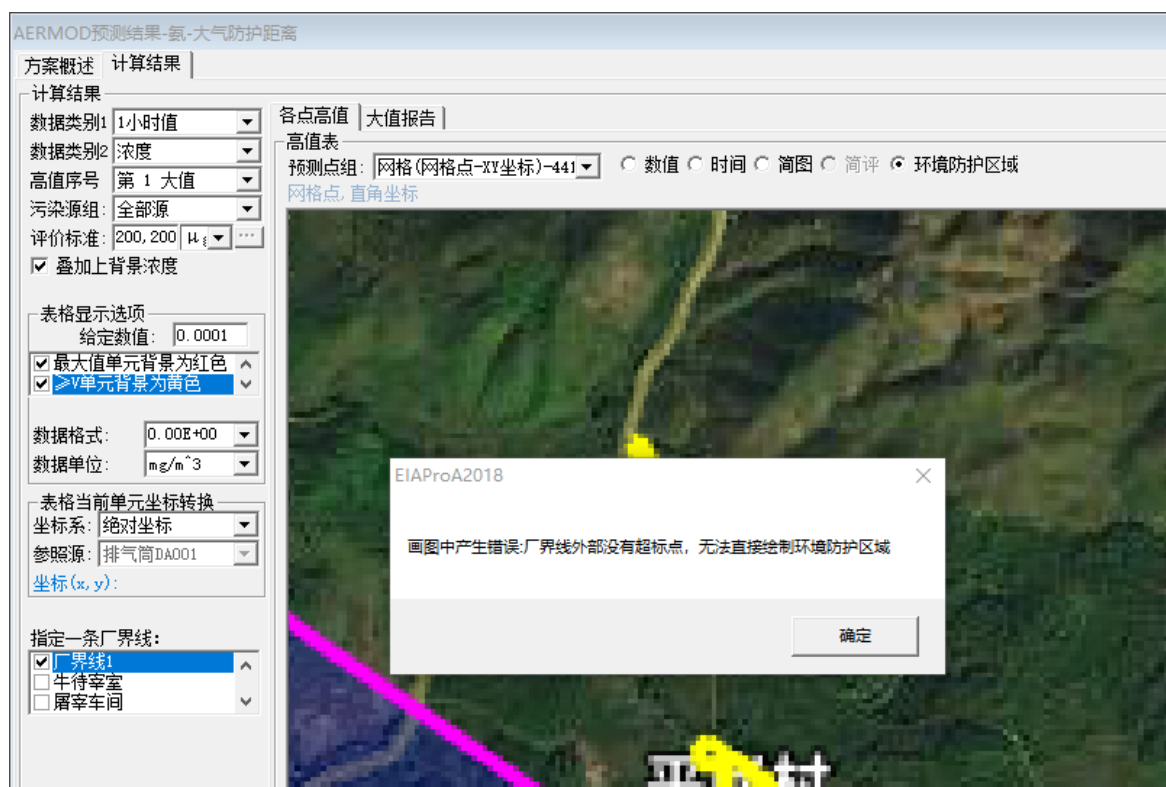 AERMOD预测结果-氨-大气防护距离
方案概述 计算结果
计算结果
数据类别1 1小时值
数据类别2 浓度
高值序号 第 1 大值
污染源组: 全部源
评价标准: 200,200 μg ...
叠加上背景浓度
表格显示选项
给定数值: 0.0001
最大值单元背景为红色
≥V单元背景为黄色
数据格式: 0.00E+00
数据单位: mg/m^3
表格当前单元坐标转换
坐标系: 绝对坐标
参照源: 排气筒DA001
坐标(x,y):
指定一条厂界线:
厂界线1
牛待宰室
屠宰车间
各点高值 大值报告
高值表
预测点组: 网格(网格点-XY坐标)-441 数值 时间 简图 简评 环境防护区域
网格点, 直角坐标
EIAProA2018
画图中产生错误:厂界线外部没有超标点，无法直接绘制环境防护区域
确定
村